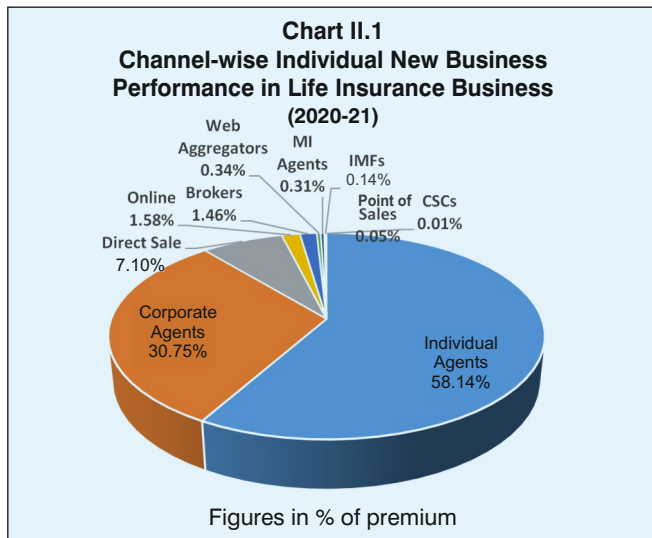 Chart II.1
Channel-wise Individual New Business
Performance in Life Insurance Business
(2020-21)
Web
Aggregators
0.34%
MI
Agents
0.31%
IMFs
0.14%
Online
1.58%
Brokers
1.46%
Point of
Sales
0.05%
CSCs
0.01%
Direct Sale
7.10%
Corporate
Agents
30.75%
Individual
Agents
58.14%
Figures in % of premium